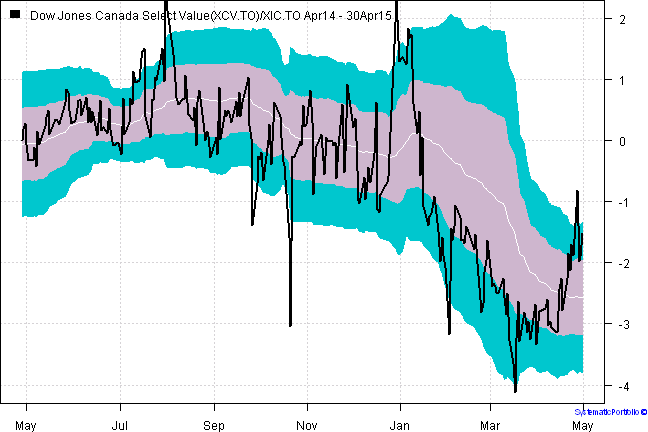 Dow Jones Canada Select Value(XCV.TO)/XIC.TO Apr14 - 30Apr15
2
1
0
-1
-2
-3
-4
May Jul Sep Nov Jan Mar May
SystematicPortfolio ©